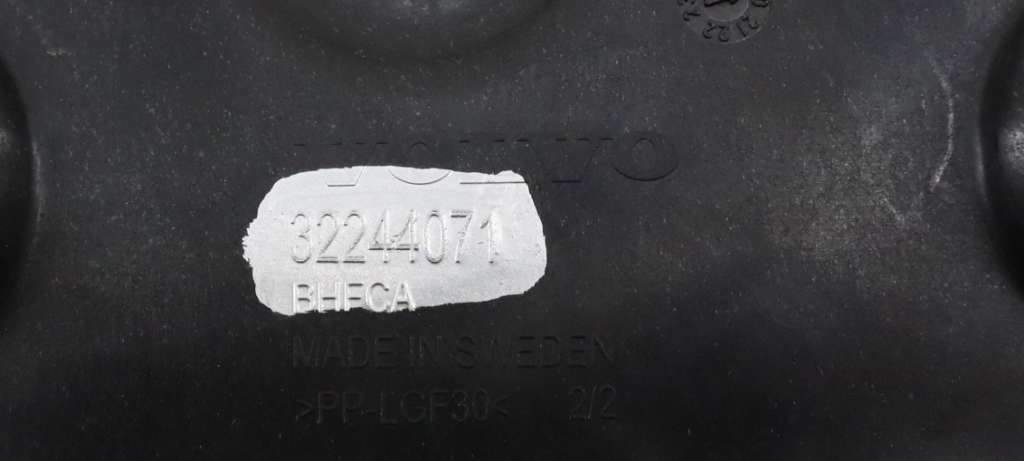 VOLVO
32244071
BHFCA
MADE IN SWEDEN
>PP-LGF30< 2/2